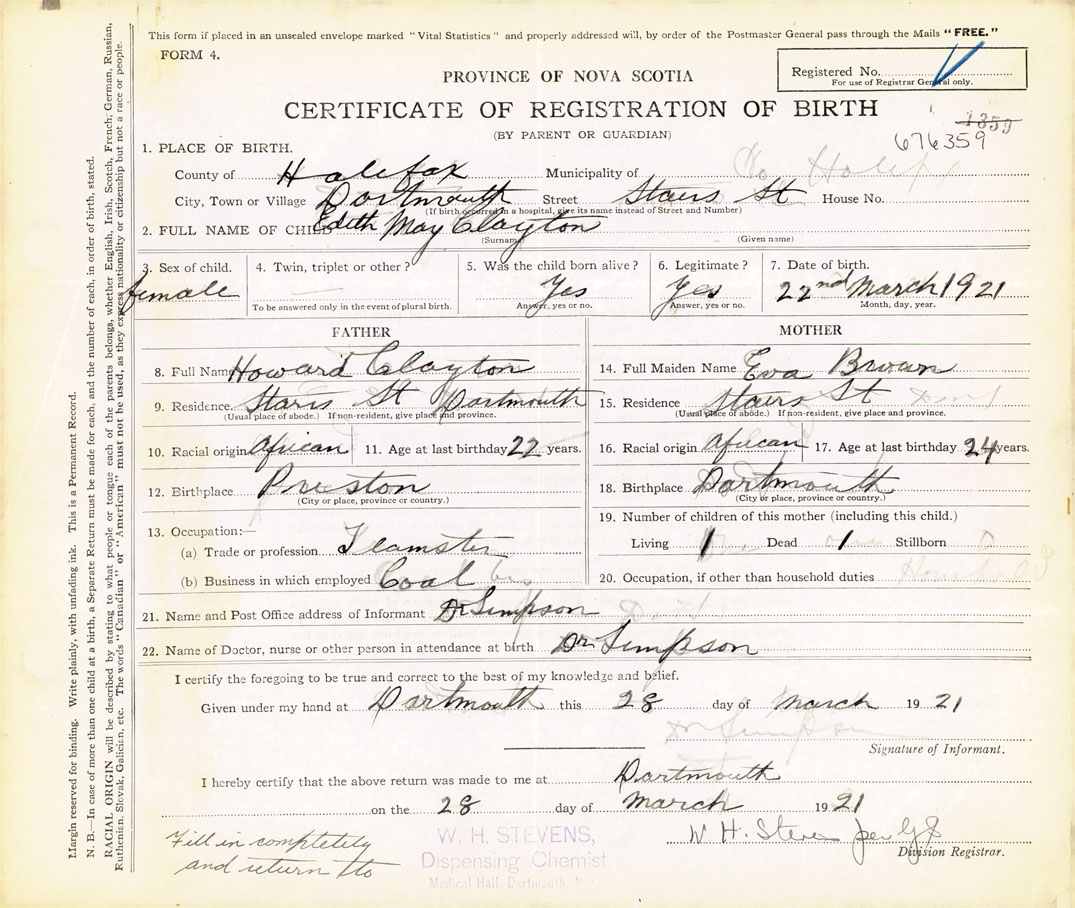 This form if placed in an unsealed envelope marked "Vital Statistics" and properly addressed will, by order of the Postmaster General pass through the Mails "FREE."
FORM 4.
Registered No.
For use of Registrar General only.
PROVINCE OF NOVA SCOTIA
CERTIFICATE OF REGISTRATION OF BIRTH
(BY PARENT OR GUARDIAN)
1359
676359
1. PLACE OF BIRTH.
County of Halifax Municipality of
City, Town or Village Dartmouth Street Stairs St House No.
(If birth occurred in a hospital, give its name instead of Street and Number)
2. FULL NAME OF CHILD Edith May Clayton
(Surname) (Given name)
3. Sex of child. 4. Twin, triplet or other? 5. Was the child born alive? 6. Legitimate? 7. Date of birth.
female Yes Yes 22nd March 1921
To be answered only in the event of plural birth. Answer, yes or no. Answer, yes or no. Month, day, year.
FATHER
8. Full Name Howard Clayton
9. Residence Stairs St Dartmouth
(Usual place of abode.) If non-resident, give place and province.
10. Racial origin African 11. Age at last birthday 22 years.
12. Birthplace Preston
(City or place, province or country.)
13. Occupation:—
(a) Trade or profession Teamster
(b) Business in which employed Coal
MOTHER
14. Full Maiden Name Eva Brown
15. Residence Stairs St
(Usual place of abode.) If non-resident, give place and province.
16. Racial origin African 17. Age at last birthday 24 years.
18. Birthplace Dartmouth
(City or place, province or country.)
19. Number of children of this mother (including this child.)
Living 1 Dead 1 Stillborn
20. Occupation, if other than household duties
21. Name and Post Office address of Informant Dr Simpson
22. Name of Doctor, nurse or other person in attendance at birth Dr Simpson
I certify the foregoing to be true and correct to the best of my knowledge and belief.
Given under my hand at Dartmouth this 28 day of March 1921
Dr Simpson
Signature of Informant.
I hereby certify that the above return was made to me at Dartmouth
on the 28 day of March 1921
W H Stevens per
Division Registrar.
Fill in completely
and return to
W. H. STEVENS,
Dispensing Chemist
Medical Hall, Dartmouth, N.S.
Margin reserved for binding. Write plainly, with unfading ink. This is a Permanent Record.
N. B.—In case of more than one child at a birth, a Separate Return must be made for each, and the number of each, in order of birth, stated.
RACIAL ORIGIN will be described by stating to what people or tongue each of the parents belongs, whether English, Irish, Scotch, French, German, Russian,
Ruthenian, Slovak, Galician, etc. The words "Canadian" or "American" must not be used, as they express nationality or citizenship but not a race or people.